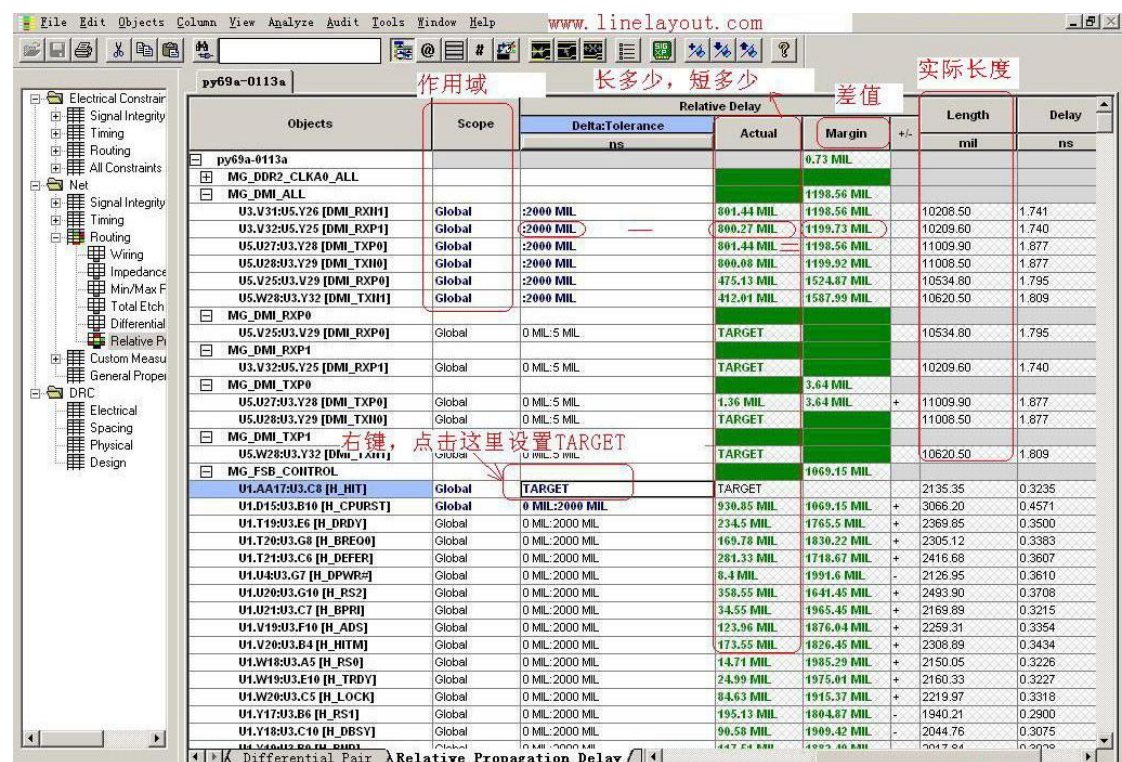 File Edit Objects Column View Analyze Audit Tools Window Help www.linelayout.com
py69a-0113a
作用域
长多少，短多少
差值
实际长度
Objects Scope Relative Delay Length Delay
Delta:Tolerance Actual Margin +/-
ns mil ns
Electrical Constrair
Signal Integrity
Timing
Routing
All Constraints
Net
Signal Integrity
Timing
Routing
Wiring
Impedance
Min/Max F
Total Etch
Differential
Relative Pr
Custom Measu
General Proper
DRC
Electrical
Spacing
Physical
Design
py69a-0113a 0.73 MIL
MG_DDR2_CLKA0_ALL
MG_DMI_ALL 1198.56 MIL
U3.V31:U5.Y26 [DMI_RXN1] Global :2000 MIL 801.44 MIL 1198.56 MIL 10208.50 1.741
U3.V32:U5.Y25 [DMI_RXP1] Global :2000 MIL — 800.27 MIL 1199.73 MIL 10209.60 1.740
U5.U27:U3.Y28 [DMI_TXP0] Global :2000 MIL 801.44 MIL = 1198.56 MIL 11009.90 1.877
U5.U28:U3.Y29 [DMI_TXN0] Global :2000 MIL 800.08 MIL 1199.92 MIL 11008.50 1.877
U5.V25:U3.V29 [DMI_RXP0] Global :2000 MIL 475.13 MIL 1524.87 MIL 10534.80 1.795
U5.W28:U3.Y32 [DMI_TXN1] Global :2000 MIL 412.01 MIL 1587.99 MIL 10620.50 1.809
MG_DMI_RXP0
U5.V25:U3.V29 [DMI_RXP0] Global 0 MIL:5 MIL TARGET 10534.80 1.795
MG_DMI_RXP1
U3.V32:U5.Y25 [DMI_RXP1] Global 0 MIL:5 MIL TARGET 10209.60 1.740
MG_DMI_TXP0 3.64 MIL
U5.U27:U3.Y28 [DMI_TXP0] Global 0 MIL:5 MIL 1.36 MIL 3.64 MIL + 11009.90 1.877
U5.U28:U3.Y29 [DMI_TXN0] Global 0 MIL:5 MIL TARGET 11008.50 1.877
MG_DMI_TXP1
右键，点击这里设置TARGET
U5.W28:U3.Y32 [DMI_TXN1] Global 0 MIL:5 MIL TARGET 10620.50 1.809
MG_FSB_CONTROL 1069.15 MIL
U1.AA17:U3.C8 [H_HIT] Global TARGET TARGET 2135.35 0.3235
U1.D15:U3.B10 [H_CPURST] Global 0 MIL:2000 MIL 930.85 MIL 1069.15 MIL + 3066.20 0.4571
U1.T19:U3.E6 [H_DRDY] Global 0 MIL:2000 MIL 234.5 MIL 1765.5 MIL + 2369.85 0.3500
U1.T20:U3.G8 [H_BREQ0] Global 0 MIL:2000 MIL 169.78 MIL 1830.22 MIL + 2305.12 0.3383
U1.T21:U3.C6 [H_DEFER] Global 0 MIL:2000 MIL 281.33 MIL 1718.67 MIL + 2416.68 0.3607
U1.U4:U3.G7 [H_DPWR#] Global 0 MIL:2000 MIL 8.4 MIL 1991.6 MIL - 2126.95 0.3610
U1.U20:U3.G10 [H_RS2] Global 0 MIL:2000 MIL 358.55 MIL 1641.45 MIL + 2493.90 0.3708
U1.U21:U3.C7 [H_BPRI] Global 0 MIL:2000 MIL 34.55 MIL 1965.45 MIL + 2169.89 0.3215
U1.V19:U3.F10 [H_ADS] Global 0 MIL:2000 MIL 123.96 MIL 1876.04 MIL + 2259.31 0.3354
U1.V20:U3.B4 [H_HITM] Global 0 MIL:2000 MIL 173.55 MIL 1826.45 MIL + 2308.89 0.3434
U1.W18:U3.A5 [H_RS0] Global 0 MIL:2000 MIL 14.71 MIL 1985.29 MIL + 2150.05 0.3226
U1.W19:U3.E10 [H_TRDY] Global 0 MIL:2000 MIL 24.99 MIL 1975.01 MIL + 2160.33 0.3227
U1.W20:U3.C5 [H_LOCK] Global 0 MIL:2000 MIL 84.63 MIL 1915.37 MIL + 2219.97 0.3318
U1.Y17:U3.B6 [H_RS1] Global 0 MIL:2000 MIL 195.13 MIL 1804.87 MIL - 1940.21 0.2900
U1.Y18:U3.C10 [H_DBSY] Global 0 MIL:2000 MIL 90.58 MIL 1909.42 MIL - 2044.76 0.3075
Differential Pair Relative Propagation Delay